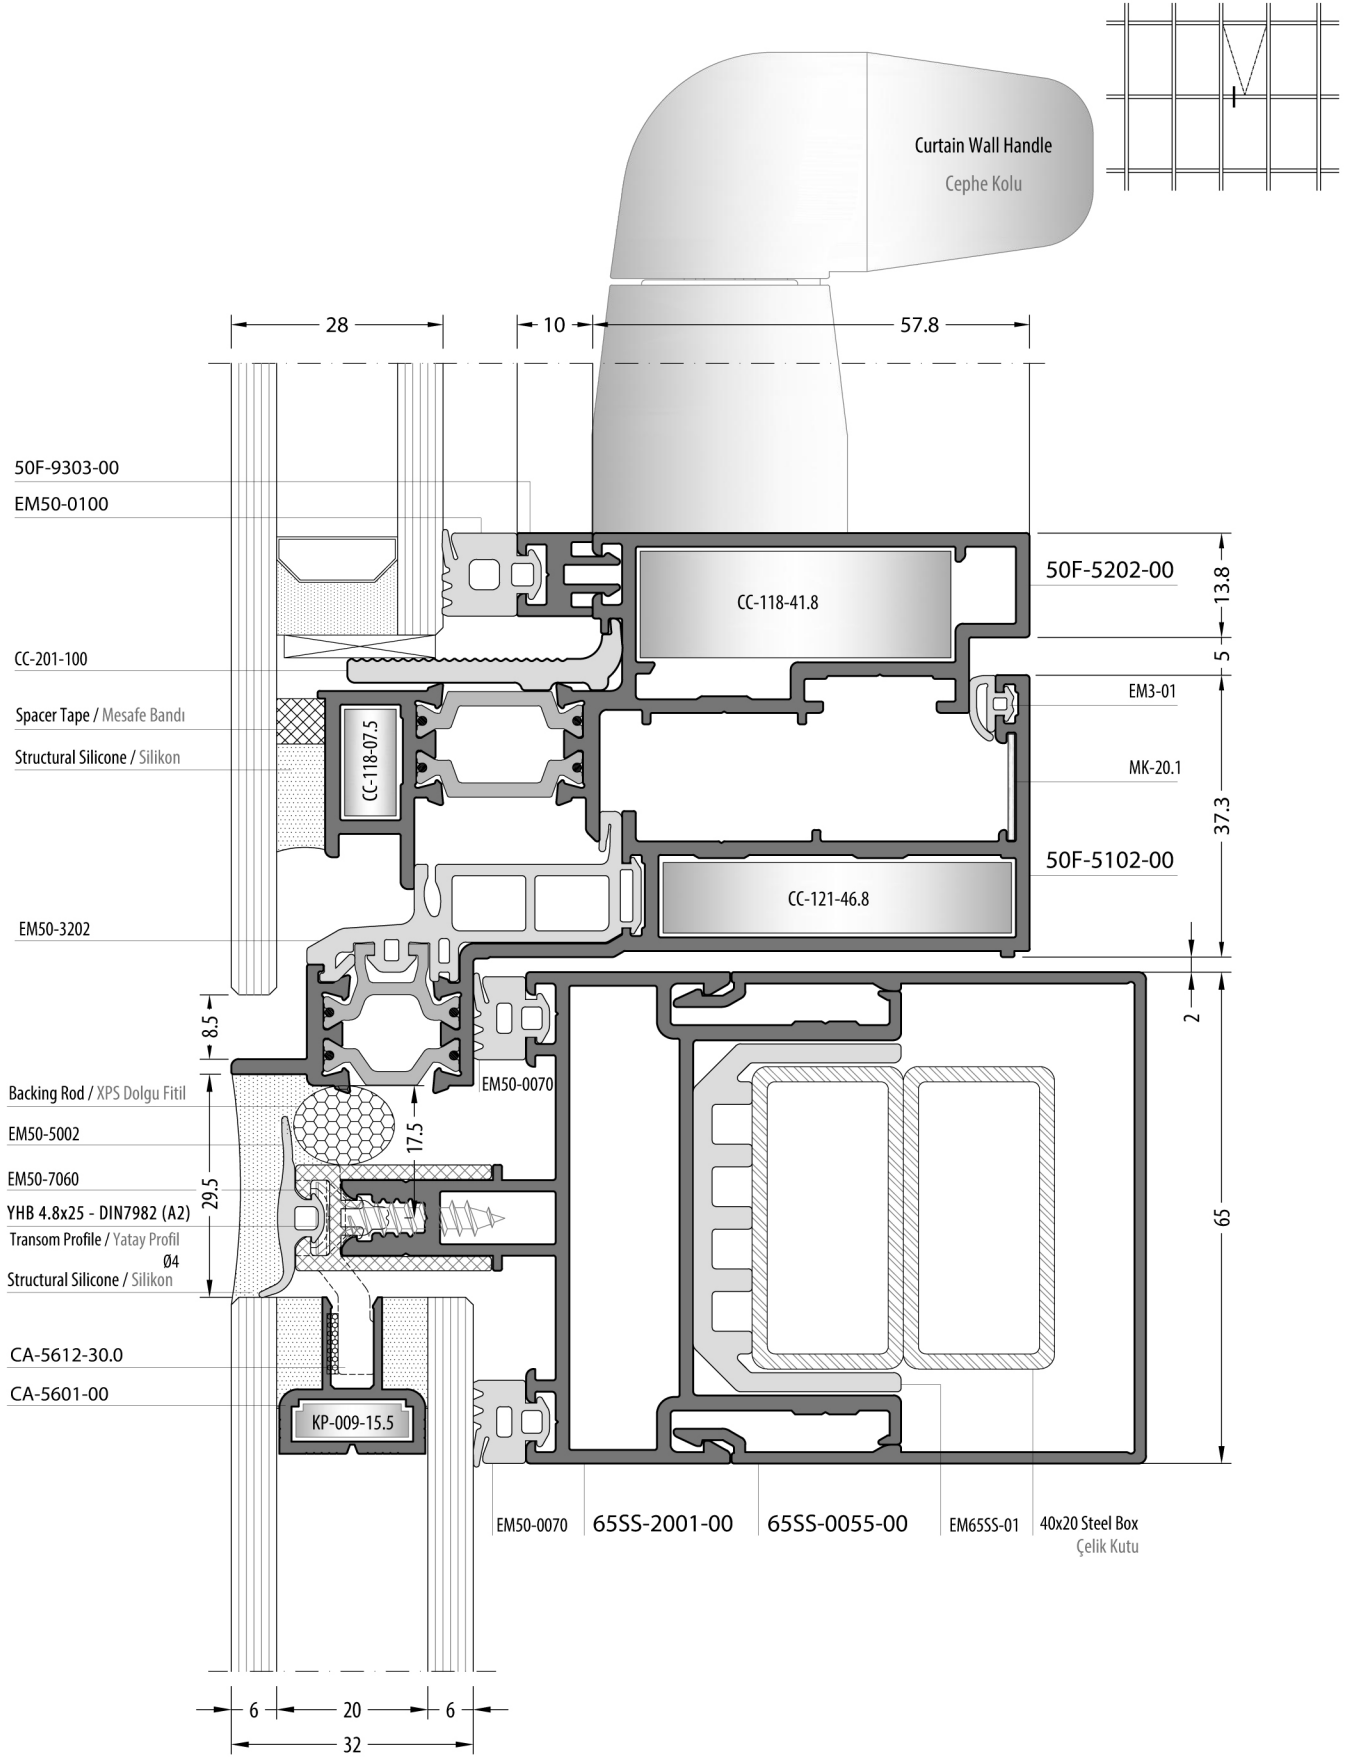 Curtain Wall Handle
Cephe Kolu
28
10
57.8
50F-9303-00
EM50-0100
CC-118-41.8
50F-5202-00
13.8
5
CC-201-100
EM3-01
Spacer Tape / Mesafe Bandı
Structural Silicone / Silikon
CC-118-07.5
MK-20.1
37.3
50F-5102-00
CC-121-46.8
EM50-3202
8.5
2
EM50-0070
Backing Rod / XPS Dolgu Fitil
EM50-5002
17.5
EM50-7060
29.5
YHB 4.8x25 - DIN7982 (A2)
Transom Profile / Yatay Profil
Ø4
Structural Silicone / Silikon
65
CA-5612-30.0
CA-5601-00
KP-009-15.5
EM50-0070
65SS-2001-00
65SS-0055-00
EM65SS-01
40x20 Steel Box
Çelik Kutu
6
20
6
32